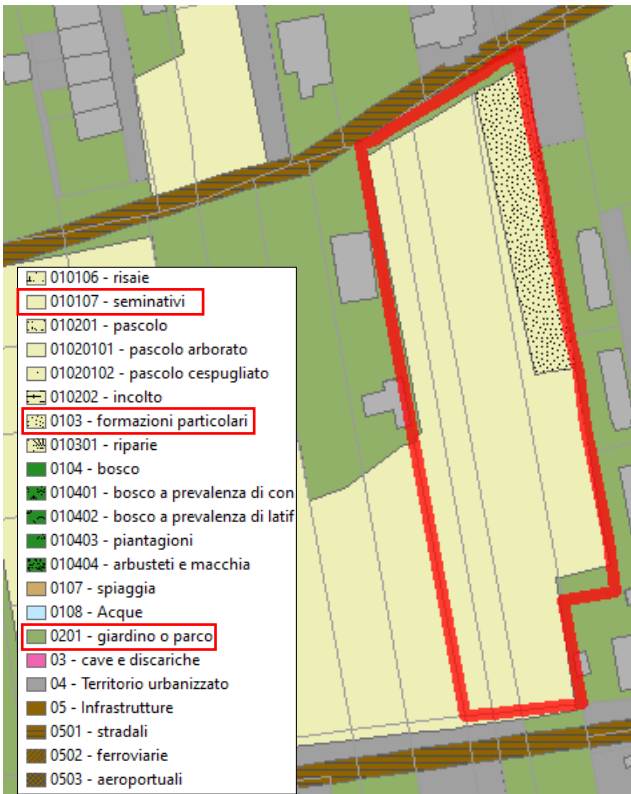 010106 - risaie
010107 - seminativi
010201 - pascolo
01020101 - pascolo arborato
01020102 - pascolo cespugliato
010202 - incolto
0103 - formazioni particolari
010301 - riparie
0104 - bosco
010401 - bosco a prevalenza di con
010402 - bosco a prevalenza di latif
010403 - piantagioni
010404 - arbusteti e macchia
0107 - spiaggia
0108 - Acque
0201 - giardino o parco
03 - cave e discariche
04 - Territorio urbanizzato
05 - Infrastrutture
0501 - stradali
0502 - ferroviarie
0503 - aeroportuali